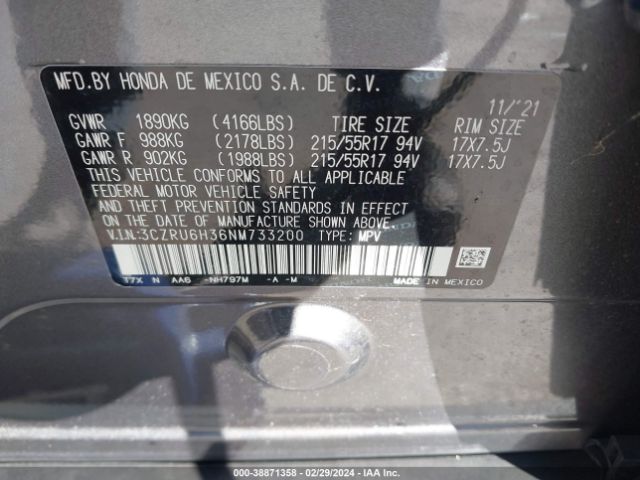 MFD.BY HONDA DE MEXICO S.A. DE C.V.
11/'21
GVWR 1890KG (4166LBS) TIRE SIZE RIM SIZE
GAWR F 988KG (2178LBS) 215/55R17 94V 17X7.5J
GAWR R 902KG (1988LBS) 215/55R17 94V 17X7.5J
THIS VEHICLE CONFORMS TO ALL APPLICABLE
FEDERAL MOTOR VEHICLE SAFETY
AND THEFT PREVENTION STANDARDS IN EFFECT
ON THE DATE OF MANUFACTURE SHOWN ABOVE.
V.I.N.:3CZRU6H36NM733200 TYPE: MPV
T7X N AA6 -NH797M -A -M MADE IN MEXICO
000-38871358 - 02/29/2024 - IAA Inc.